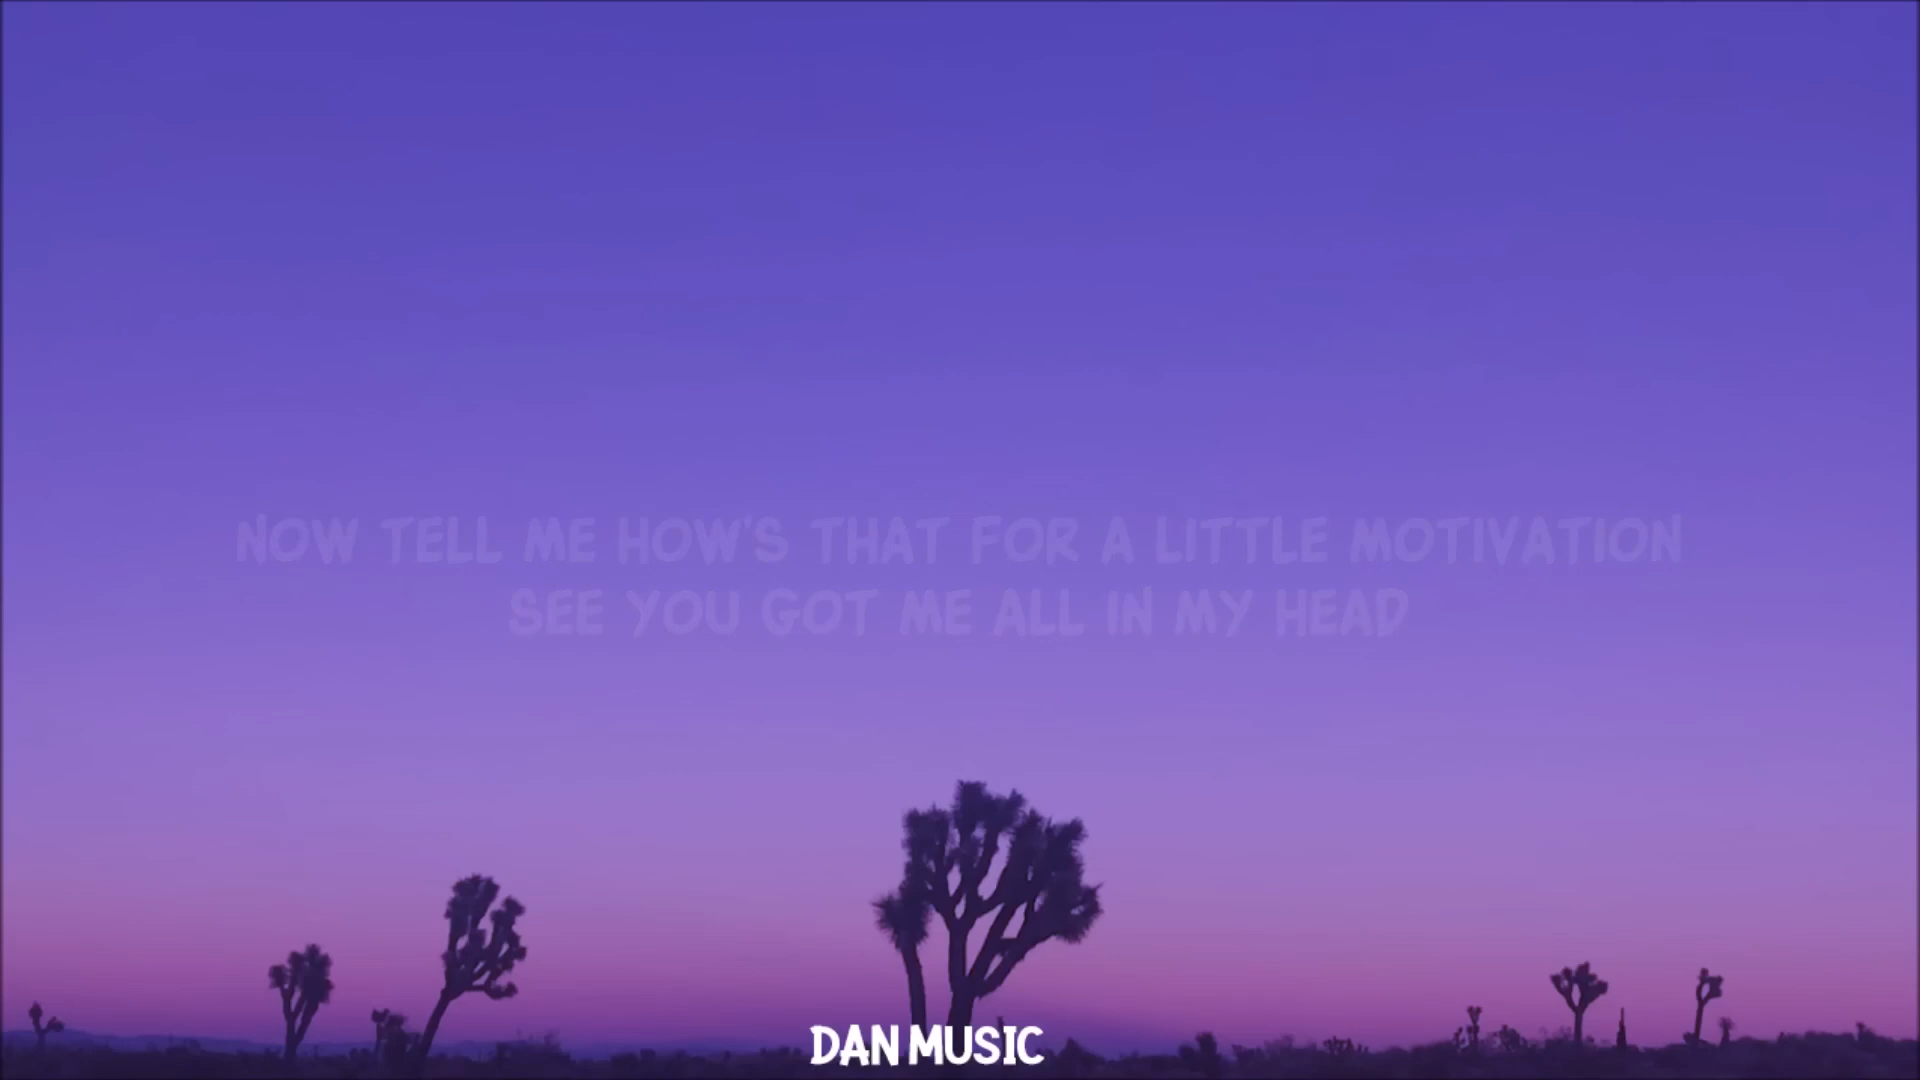 NOW TELL ME HOW'S THAT FOR A LITTLE MOTIVATION
SEE YOU GOT ME ALL IN MY HEAD
DAN MUSIC